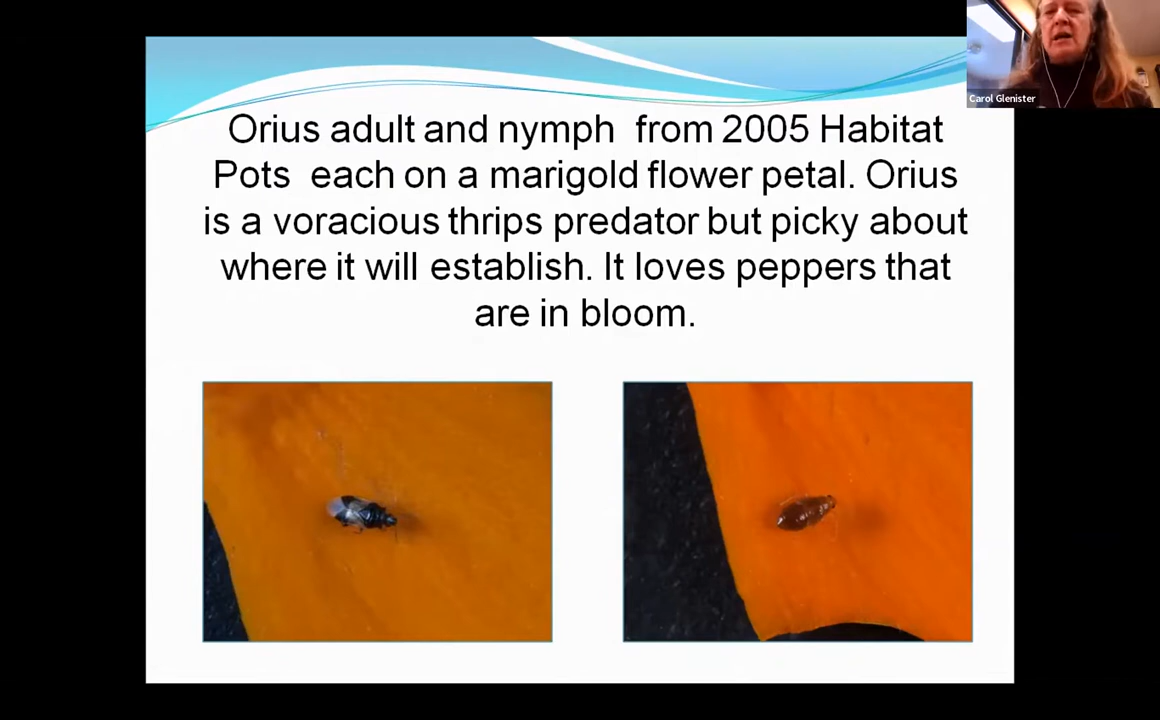 Carol Glenister
Orius adult and nymph from 2005 Habitat
Pots each on a marigold flower petal. Orius
is a voracious thrips predator but picky about
where it will establish. It loves peppers that
are in bloom.